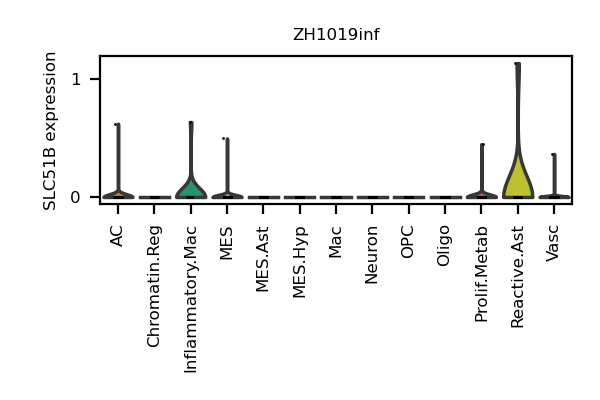 ZH1019inf
SLC51B expression
1
0
AC
Chromatin.Reg
Inflammatory.Mac
MES
MES.Ast
MES.Hyp
Mac
Neuron
OPC
Oligo
Prolif.Metab
Reactive.Ast
Vasc